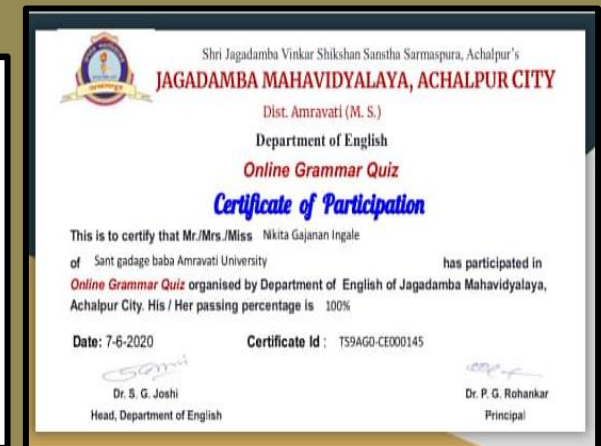 Shri Jagadamba Vinkar Shikshan Sanstha Sarmaspura, Achalpur's
JAGADAMBA MAHAVIDYALAYA, ACHALPUR CITY
Dist. Amravati (M. S.)
Department of English
Online Grammar Quiz
Certificate of Participation
This is to certify that Mr./Mrs./Miss Nikita Gajanan Ingale
of Sant gadage baba Amravati University has participated in
Online Grammar Quiz organised by Department of English of Jagadamba Mahavidyalaya,
Achalpur City. His / Her passing percentage is 100%
Date: 7-6-2020 Certificate Id : TS9AG0-CE000145
Dr. S. G. Joshi Dr. P. G. Rohankar
Head, Department of English Principal